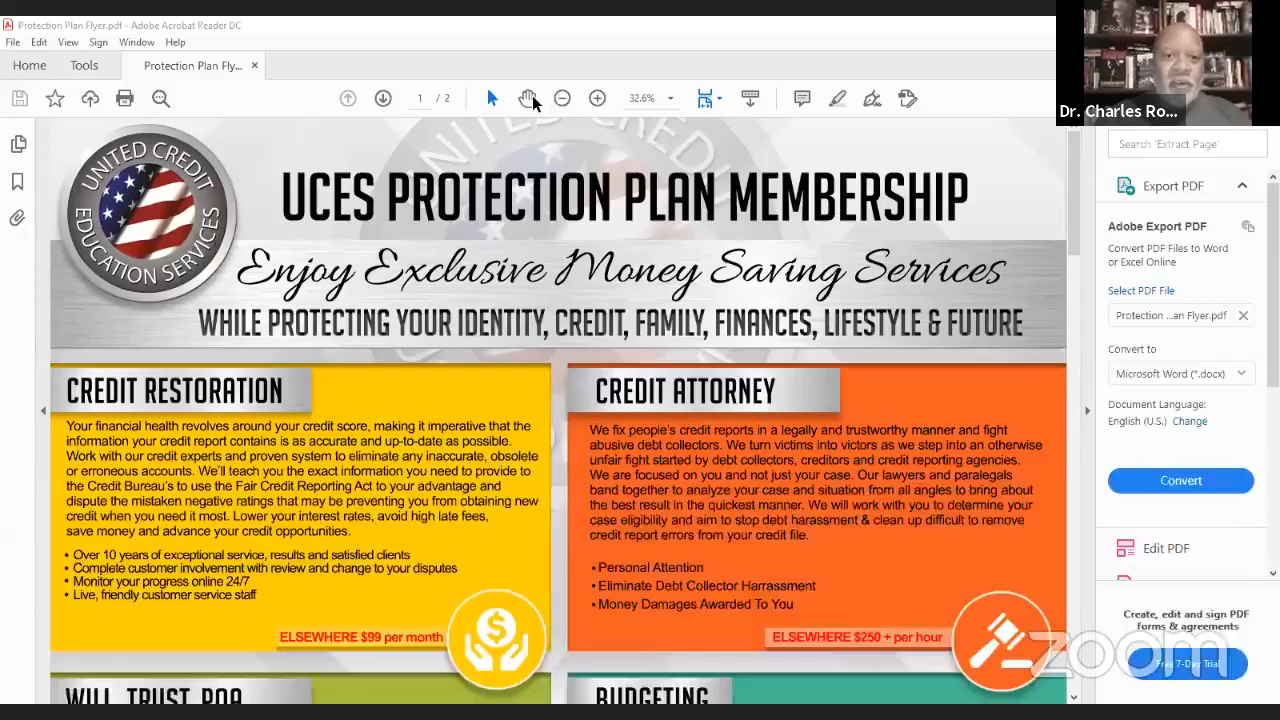 Protection Plan Flyer.pdf - Adobe Acrobat Reader DC
File Edit View Sign Window Help
Home Tools Protection Plan Fly... ×
1 / 2 32.6%
Dr. Charles Ro...
UNITED CREDIT
EDUCATION SERVICES
UCES PROTECTION PLAN MEMBERSHIP
Enjoy Exclusive Money Saving Services
WHILE PROTECTING YOUR IDENTITY, CREDIT, FAMILY, FINANCES, LIFESTYLE & FUTURE
CREDIT RESTORATION
Your financial health revolves around your credit score, making it imperative that the
information your credit report contains is as accurate and up-to-date as possible.
Work with our credit experts and proven system to eliminate any inaccurate, obsolete
or erroneous accounts. We'll teach you the exact information you need to provide to
the Credit Bureau's to use the Fair Credit Reporting Act to your advantage and
dispute the mistaken negative ratings that may be preventing you from obtaining new
credit when you need it most. Lower your interest rates, avoid high late fees,
save money and advance your credit opportunities.
• Over 10 years of exceptional service, results and satisfied clients
• Complete customer involvement with review and change to your disputes
• Monitor your progress online 24/7
• Live, friendly customer service staff
ELSEWHERE $99 per month
CREDIT ATTORNEY
We fix people's credit reports in a legally and trustworthy manner and fight
abusive debt collectors. We turn victims into victors as we step into an otherwise
unfair fight started by debt collectors, creditors and credit reporting agencies.
We are focused on you and not just your case. Our lawyers and paralegals
band together to analyze your case and situation from all angles to bring about
the best result in the quickest manner. We will work with you to determine your
case eligibility and aim to stop debt harassment & clean up difficult to remove
credit report errors from your credit file.
• Personal Attention
• Eliminate Debt Collector Harrassment
• Money Damages Awarded To You
ELSEWHERE $250 + per hour
WILL, TRUST, POA
BUDGETING
Search 'Extract Page'
Export PDF
Adobe Export PDF
Convert PDF Files to Word
or Excel Online
Select PDF File
Protection ...an Flyer.pdf
Convert to
Microsoft Word (*.docx)
Document Language:
English (U.S.) Change
Convert
Edit PDF
Create, edit and sign PDF
forms & agreements
Free 7-Day Trial
zoom